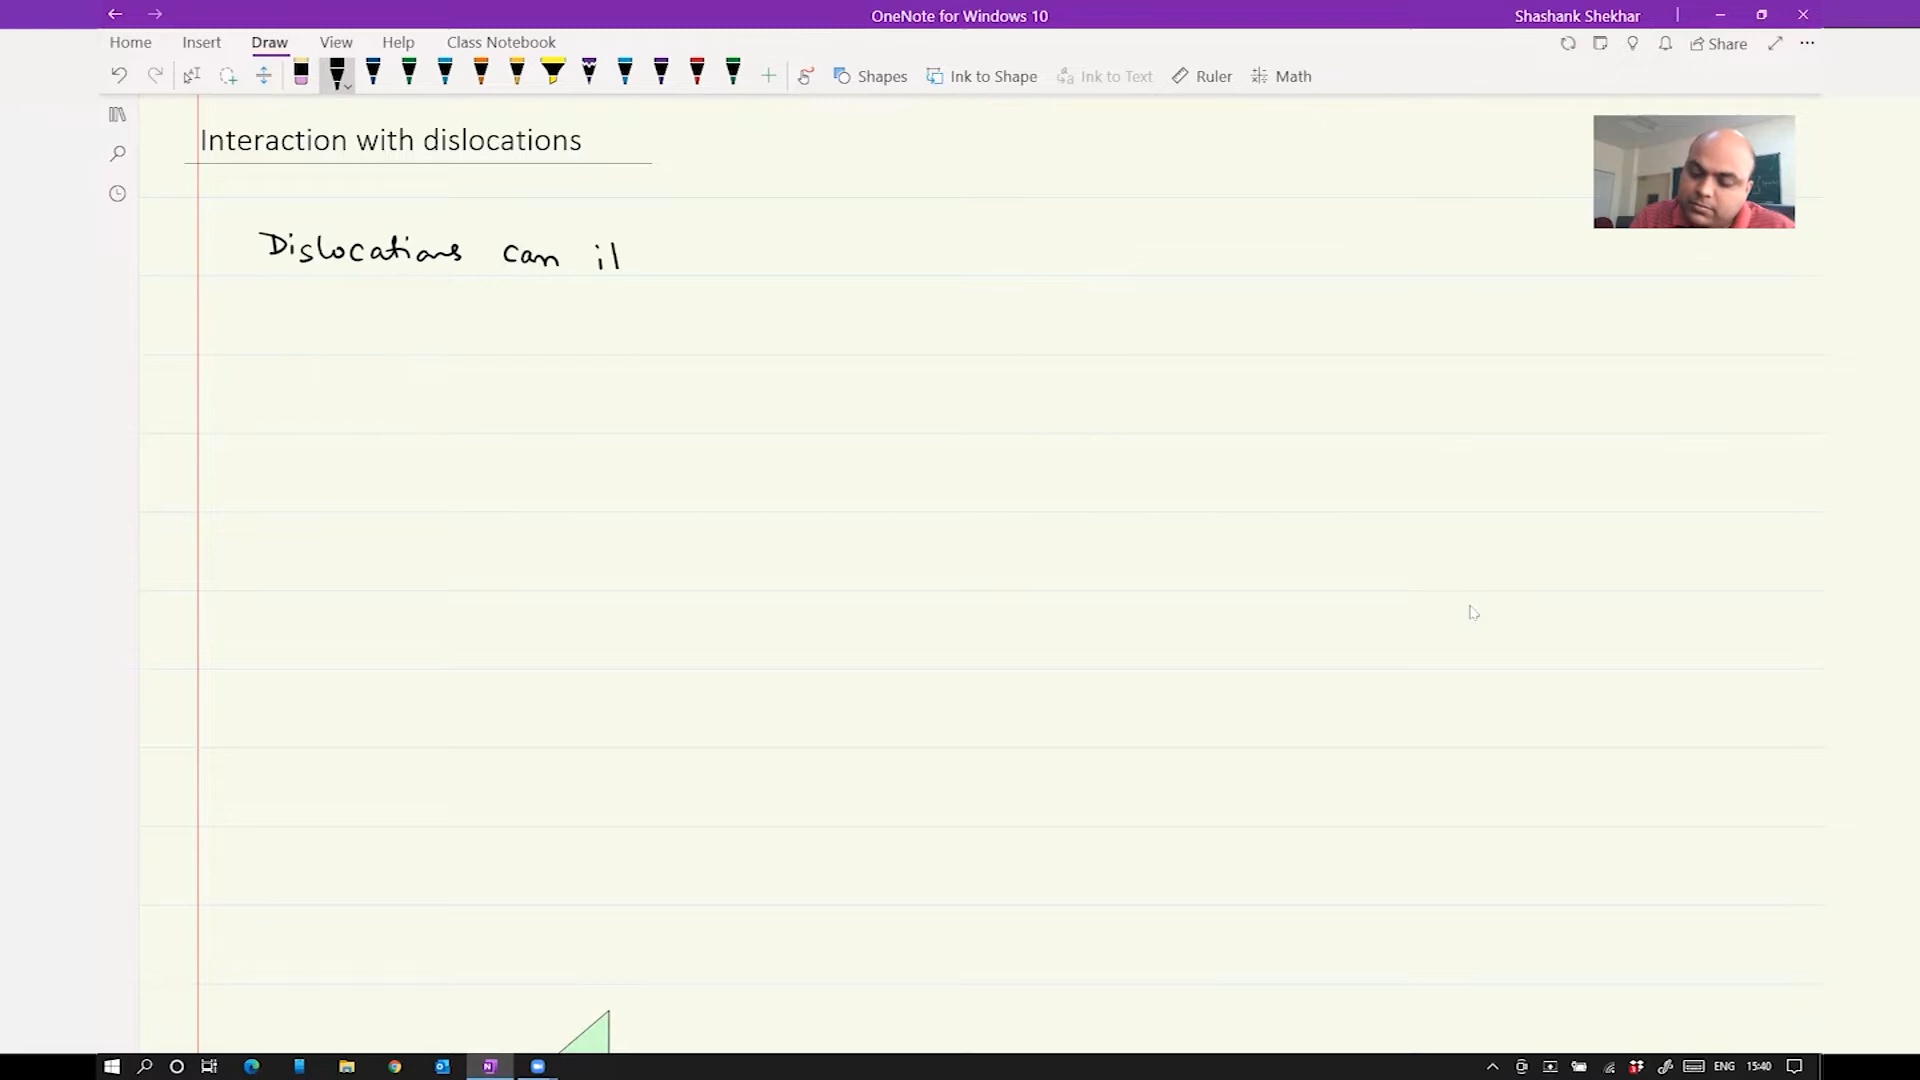 OneNote for Windows 10
Shashank Shekhar
Home Insert Draw View Help Class Notebook
Share
Shapes Ink to Shape Ink to Text Ruler Math
Interaction with dislocations
Dislocations can il
ENG 15:40